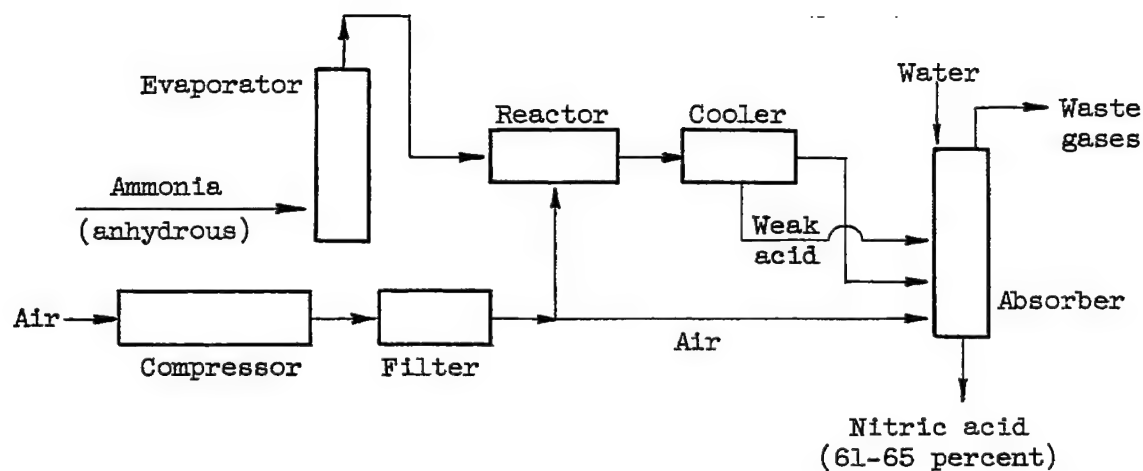 Evaporator
Water
Reactor
Cooler
Waste
gases
Ammonia
(anhydrous)
Weak
acid
Absorber
Air
Air
Compressor
Filter
Nitric acid
(61-65 percent)